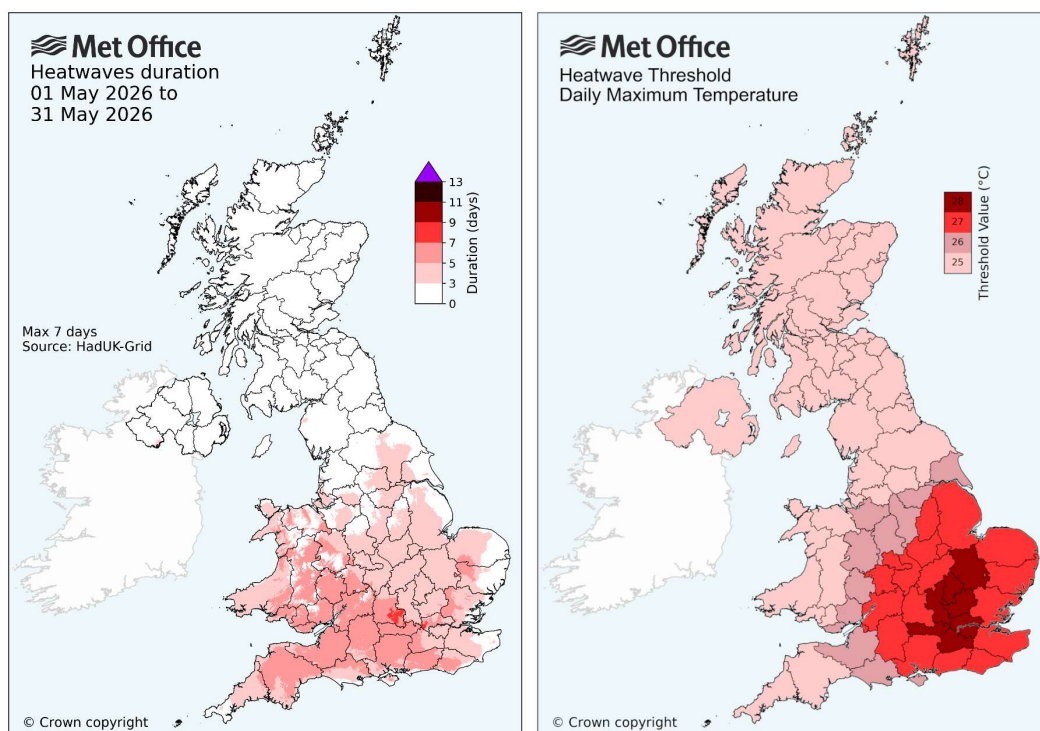 Met Office
Heatwaves duration
01 May 2026 to
31 May 2026
13
11
9
7
5
3
0
Duration (days)
Max 7 days
Source: HadUK-Grid
© Crown copyright
Met Office
Heatwave Threshold
Daily Maximum Temperature
28
27
26
25
Threshold Value (°C)
© Crown copyright